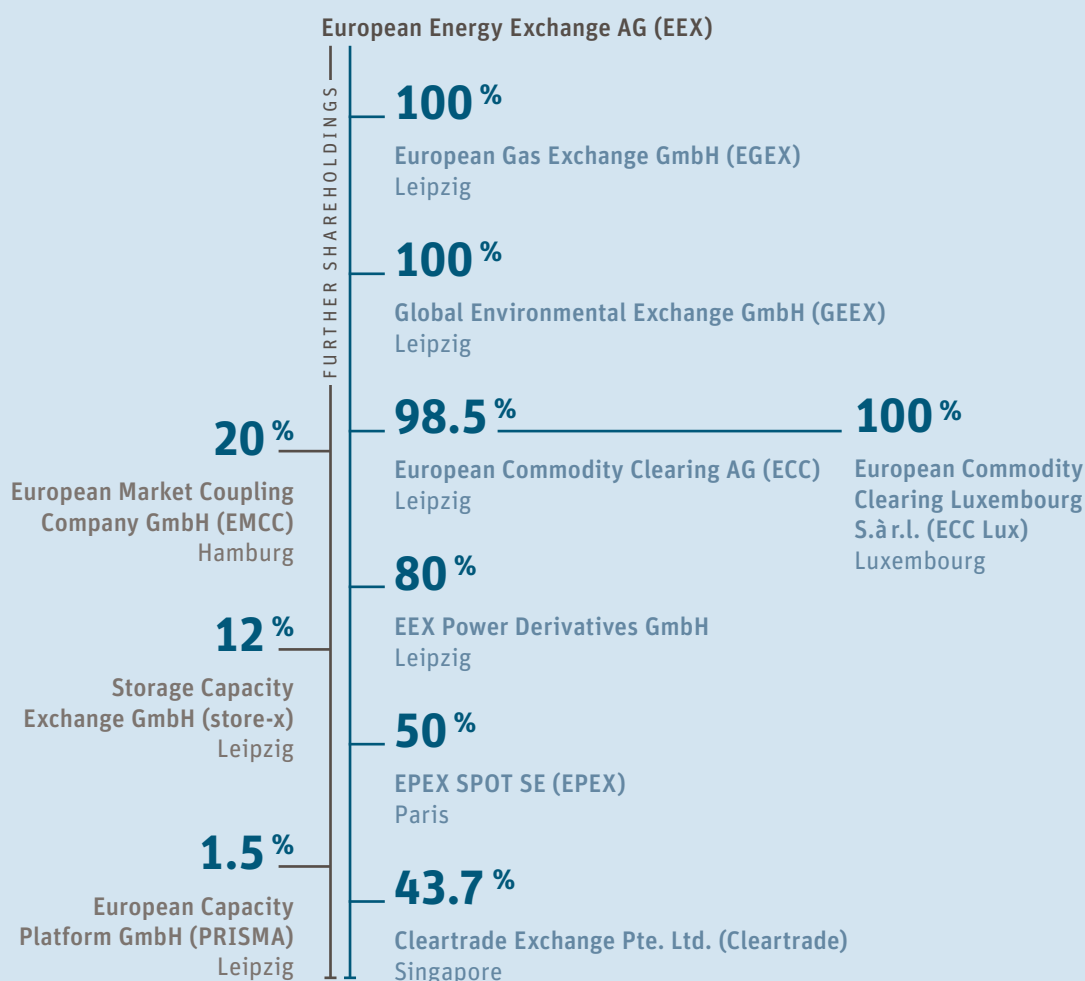 European Energy Exchange AG (EEX)
FURTHER SHAREHOLDINGS
100 %
European Gas Exchange GmbH (EGEX)
Leipzig
100 %
Global Environmental Exchange GmbH (GEEX)
Leipzig
98.5 %
European Commodity Clearing AG (ECC)
Leipzig
100 %
European Commodity
Clearing Luxembourg
S.à r.l. (ECC Lux)
Luxembourg
80 %
EEX Power Derivatives GmbH
Leipzig
50 %
EPEX SPOT SE (EPEX)
Paris
43.7 %
Cleartrade Exchange Pte. Ltd. (Cleartrade)
Singapore
20 %
European Market Coupling
Company GmbH (EMCC)
Hamburg
12 %
Storage Capacity
Exchange GmbH (store-x)
Leipzig
1.5 %
European Capacity
Platform GmbH (PRISMA)
Leipzig